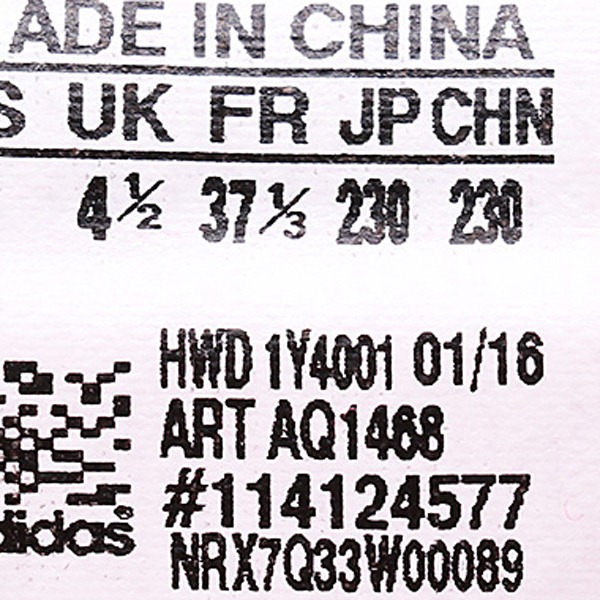 ADE IN CHINA
S UK FR JP CHN
4½ 37⅓ 230 230
HWD 1Y4001 01/16
ART AQ1468
#114124577
didas®
NRX7Q33W00089